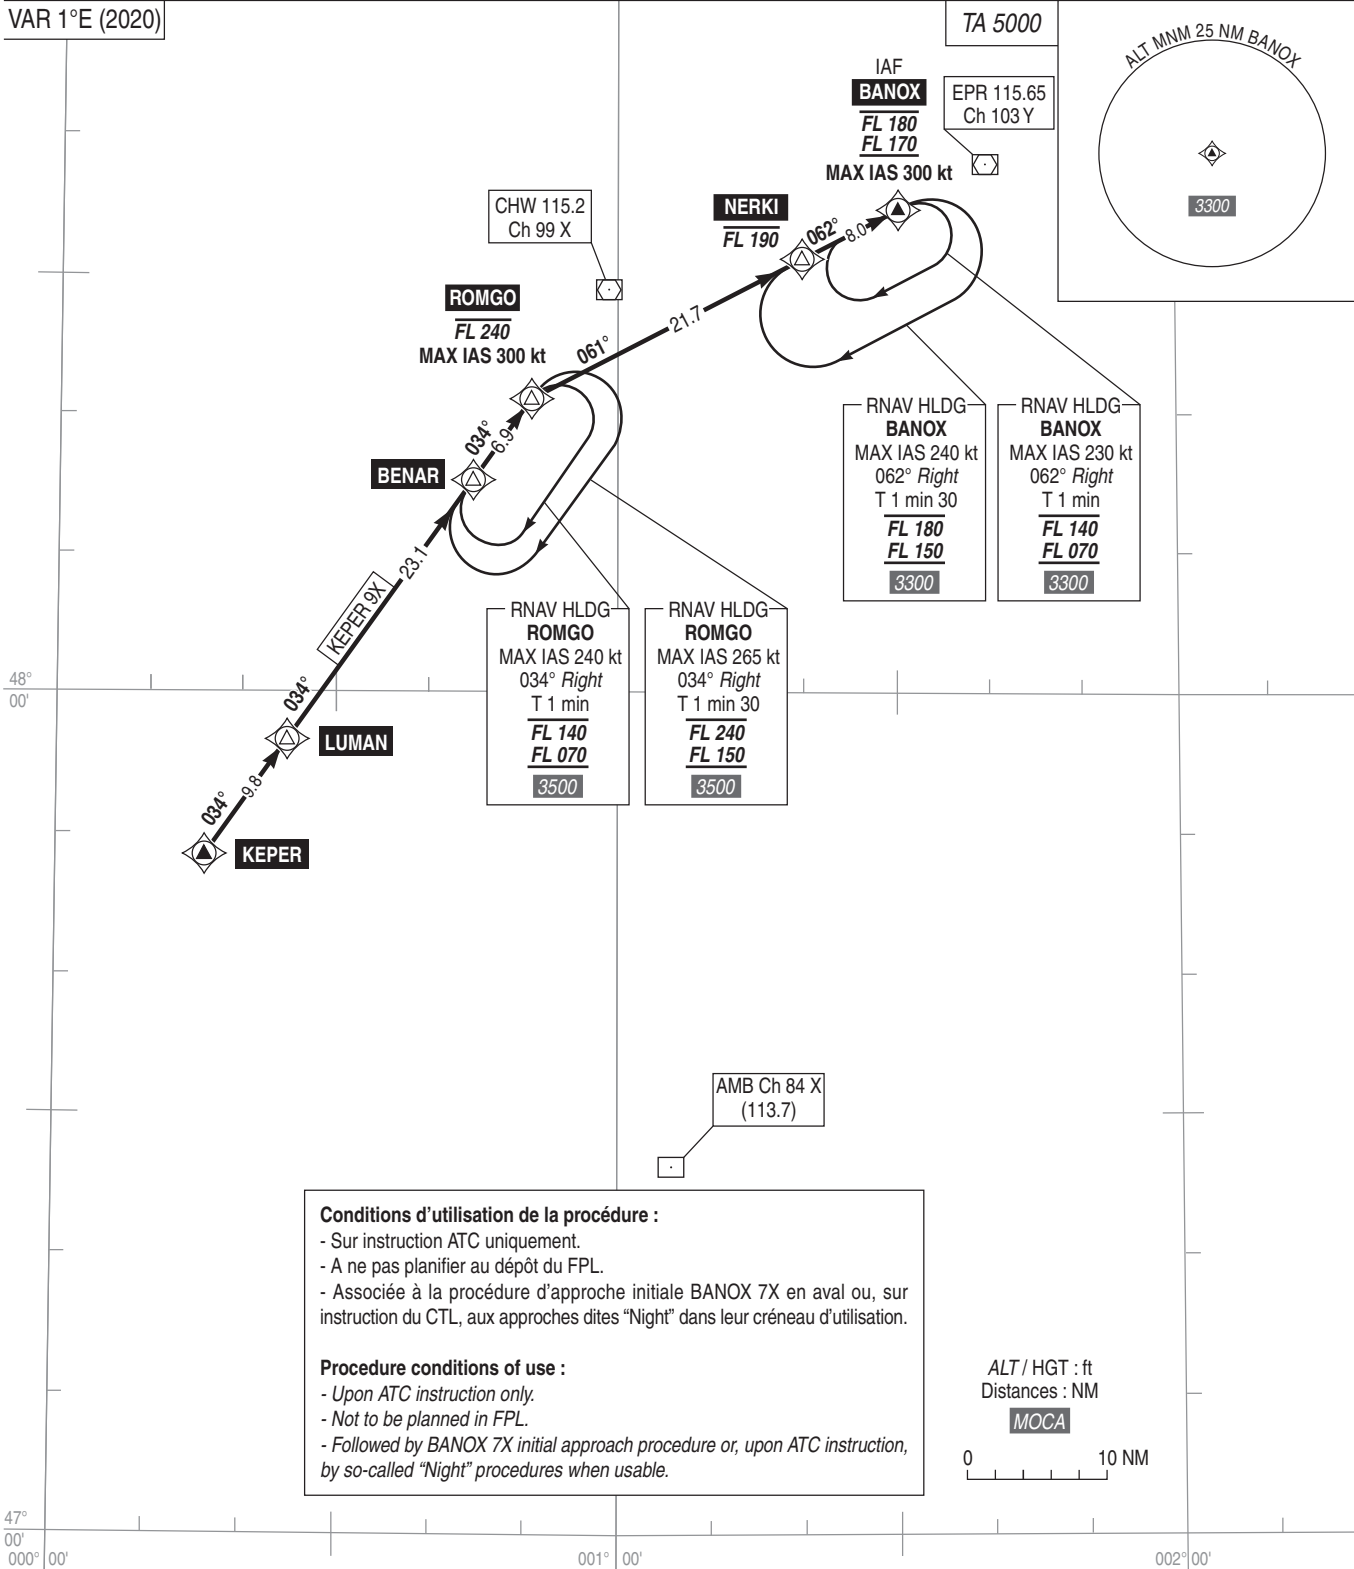 VAR 1°E (2020)
TA 5000
ALT MNM 25 NM BANOX
3300
IAF
BANOX
FL 180
FL 170
MAX IAS 300 kt
EPR 115.65
Ch 103 Y
NERKI
FL 190
062°
8.0
CHW 115.2
Ch 99 X
ROMGO
FL 240
MAX IAS 300 kt
061°
21.7
034°
6.9
BENAR
23.1
KEPER 9X
034°
LUMAN
9.8
034°
KEPER
RNAV HLDG
BANOX
MAX IAS 240 kt
062° Right
T 1 min 30
FL 180
FL 150
3300
RNAV HLDG
BANOX
MAX IAS 230 kt
062° Right
T 1 min
FL 140
FL 070
3300
RNAV HLDG
ROMGO
MAX IAS 240 kt
034° Right
T 1 min
FL 140
FL 070
3500
RNAV HLDG
ROMGO
MAX IAS 265 kt
034° Right
T 1 min 30
FL 240
FL 150
3500
48°
00'
AMB Ch 84 X
(113.7)
Conditions d'utilisation de la procédure :
- Sur instruction ATC uniquement.
- A ne pas planifier au dépôt du FPL.
- Associée à la procédure d'approche initiale BANOX 7X en aval ou, sur
instruction du CTL, aux approches dites “Night” dans leur créneau d'utilisation.
Procedure conditions of use :
- Upon ATC instruction only.
- Not to be planned in FPL.
- Followed by BANOX 7X initial approach procedure or, upon ATC instruction,
by so-called “Night” procedures when usable.
ALT / HGT : ft
Distances : NM
MOCA
0 10 NM
47°
00'
000° 00'
001° 00'
002° 00'